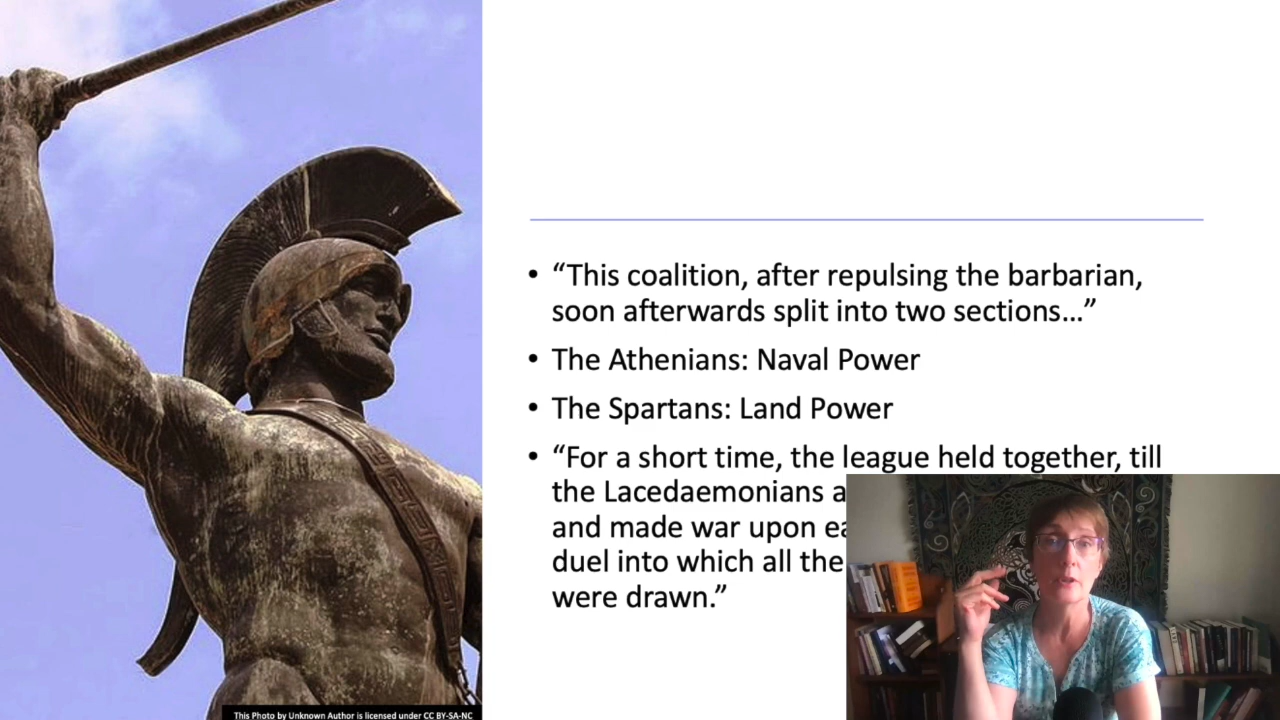 • “This coalition, after repulsing the barbarian,
soon afterwards split into two sections…”
• The Athenians: Naval Power
• The Spartans: Land Power
• “For a short time, the league held together, till
the Lacedaemonians a
and made war upon ea
duel into which all the
were drawn.”
This Photo by Unknown Author is licensed under CC BY-SA-NC